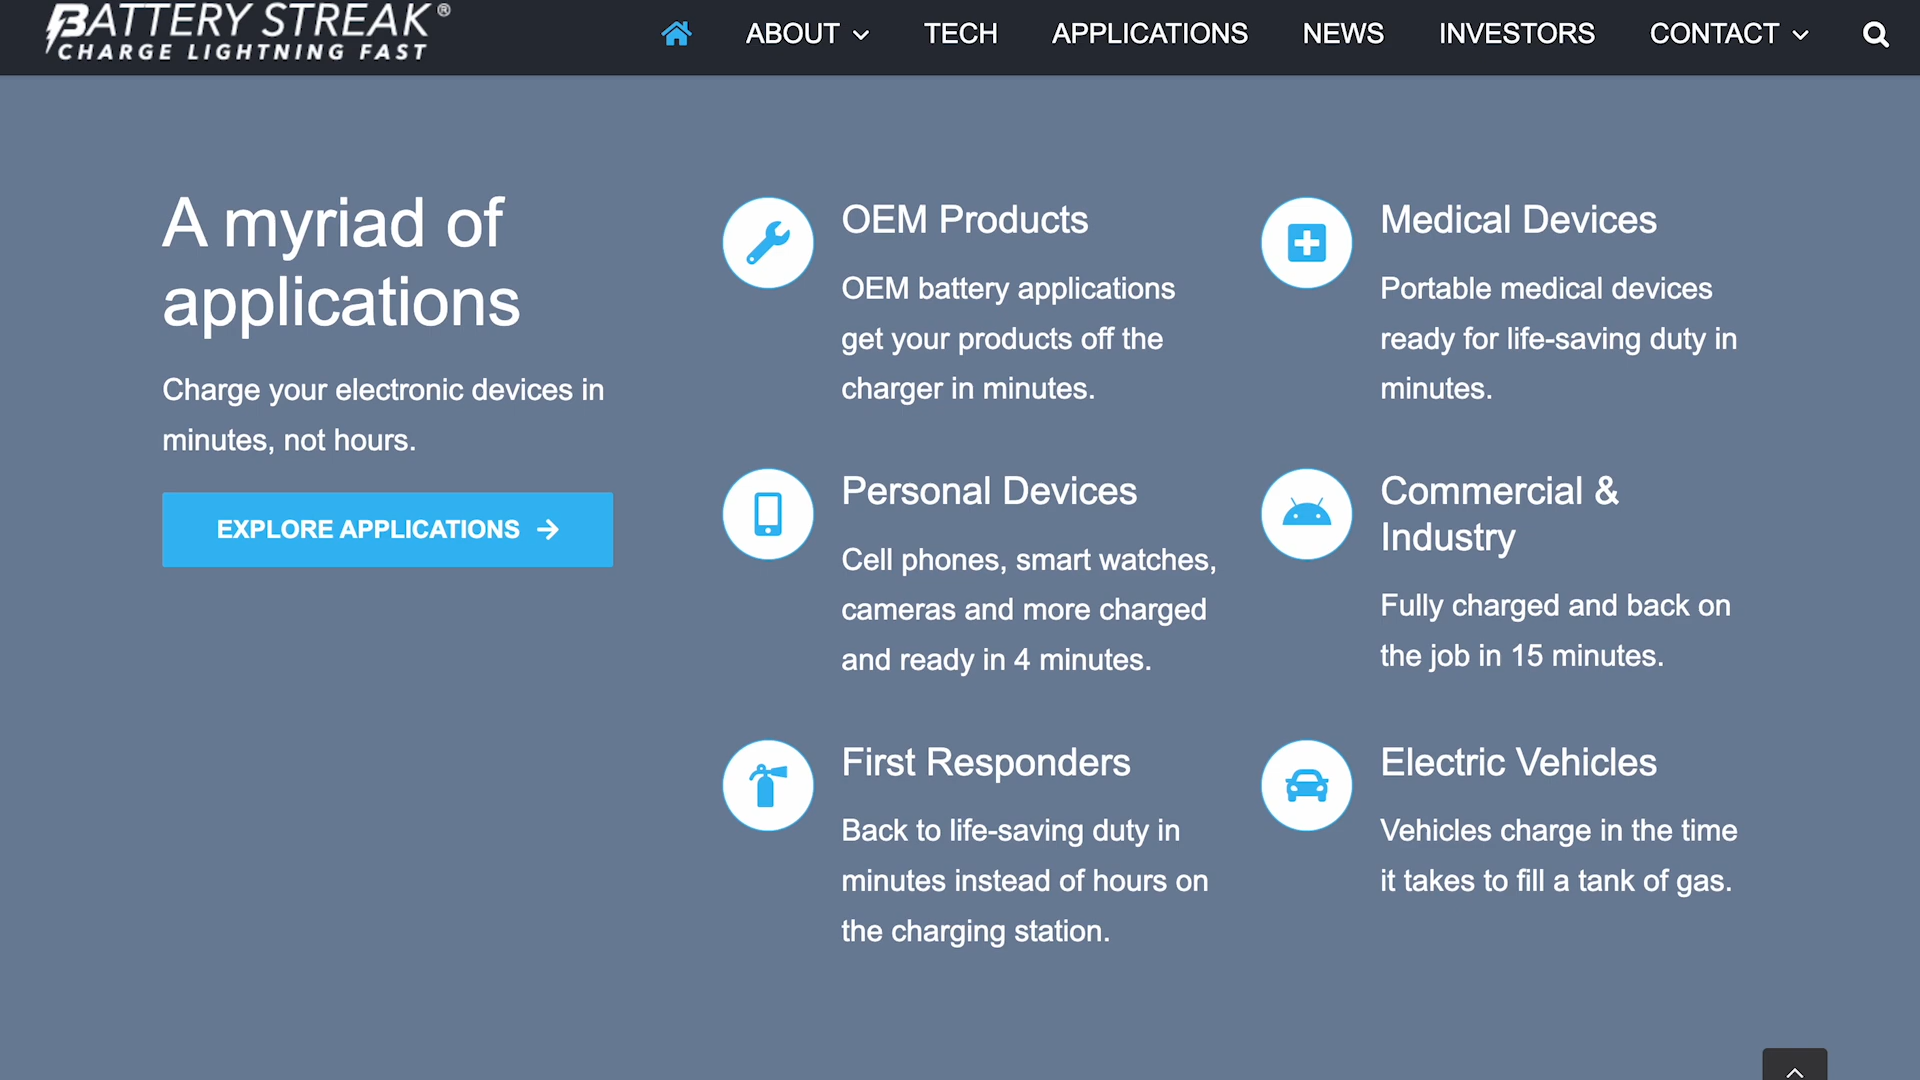 BATTERY STREAK®
CHARGE LIGHTNING FAST
ABOUT
TECH
APPLICATIONS
NEWS
INVESTORS
CONTACT
A myriad of
applications
Charge your electronic devices in
minutes, not hours.
EXPLORE APPLICATIONS
OEM Products
OEM battery applications
get your products off the
charger in minutes.
Medical Devices
Portable medical devices
ready for life-saving duty in
minutes.
Personal Devices
Cell phones, smart watches,
cameras and more charged
and ready in 4 minutes.
Commercial &
Industry
Fully charged and back on
the job in 15 minutes.
First Responders
Back to life-saving duty in
minutes instead of hours on
the charging station.
Electric Vehicles
Vehicles charge in the time
it takes to fill a tank of gas.